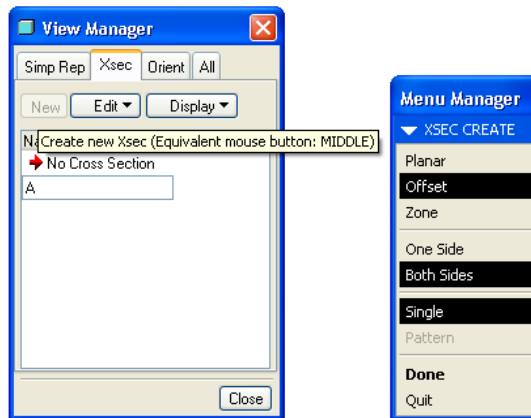 View Manager
Simp Rep Xsec Orient All
New Edit Display
Create new Xsec (Equivalent mouse button: MIDDLE)
No Cross Section
A
Close
Menu Manager
XSEC CREATE
Planar
Offset
Zone
One Side
Both Sides
Single
Pattern
Done
Quit